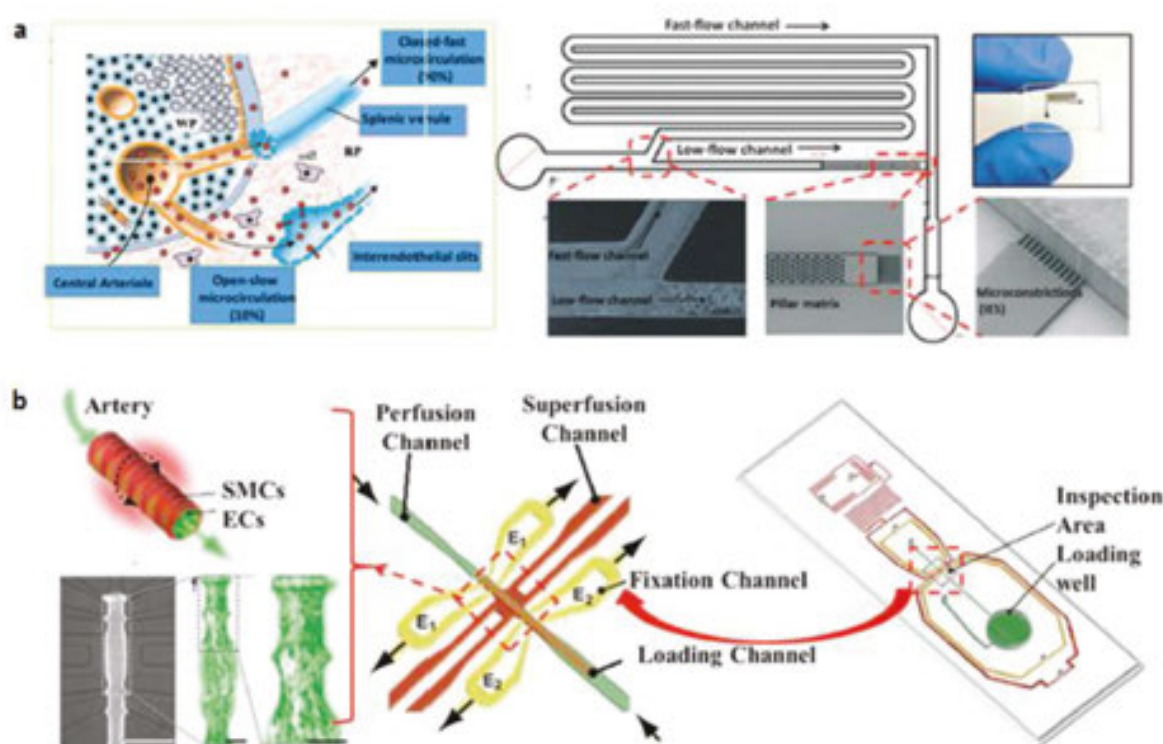 a
Closed-fast
microcirculation
(90%)
Splenic venule
WP
RP
Interendothelial slits
Central Arteriole
Open-slow
microcirculation
(10%)
Fast-flow channel
Low-flow channel
Fast-flow channel
Low-flow channel
Pillar matrix
Microconstrictions
(IES)
b
Artery
SMCs
ECs
Perfusion
Channel
Superfusion
Channel
E1
E2
Fixation Channel
E1
E2
Loading Channel
Inspection
Area
Loading
well